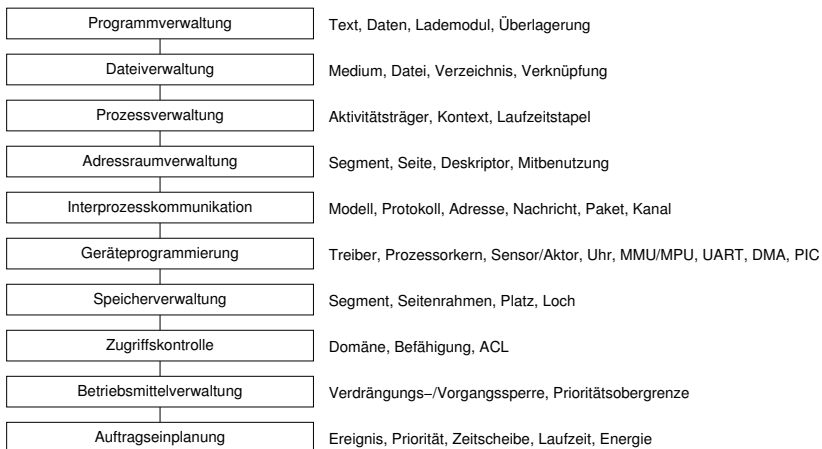 Programmverwaltung Text, Daten, Lademodul, Überlagerung
Dateiverwaltung Medium, Datei, Verzeichnis, Verknüpfung
Prozessverwaltung Aktivitätsträger, Kontext, Laufzeitstapel
Adressraumverwaltung Segment, Seite, Deskriptor, Mitbenutzung
Interprozesskommunikation Modell, Protokoll, Adresse, Nachricht, Paket, Kanal
Geräteprogrammierung Treiber, Prozessorkern, Sensor/Aktor, Uhr, MMU/MPU, UART, DMA, PIC
Speicherverwaltung Segment, Seitenrahmen, Platz, Loch
Zugriffskontrolle Domäne, Befähigung, ACL
Betriebsmittelverwaltung Verdrängungs−/Vorgangssperre, Prioritätsobergrenze
Auftragseinplanung Ereignis, Priorität, Zeitscheibe, Laufzeit, Energie